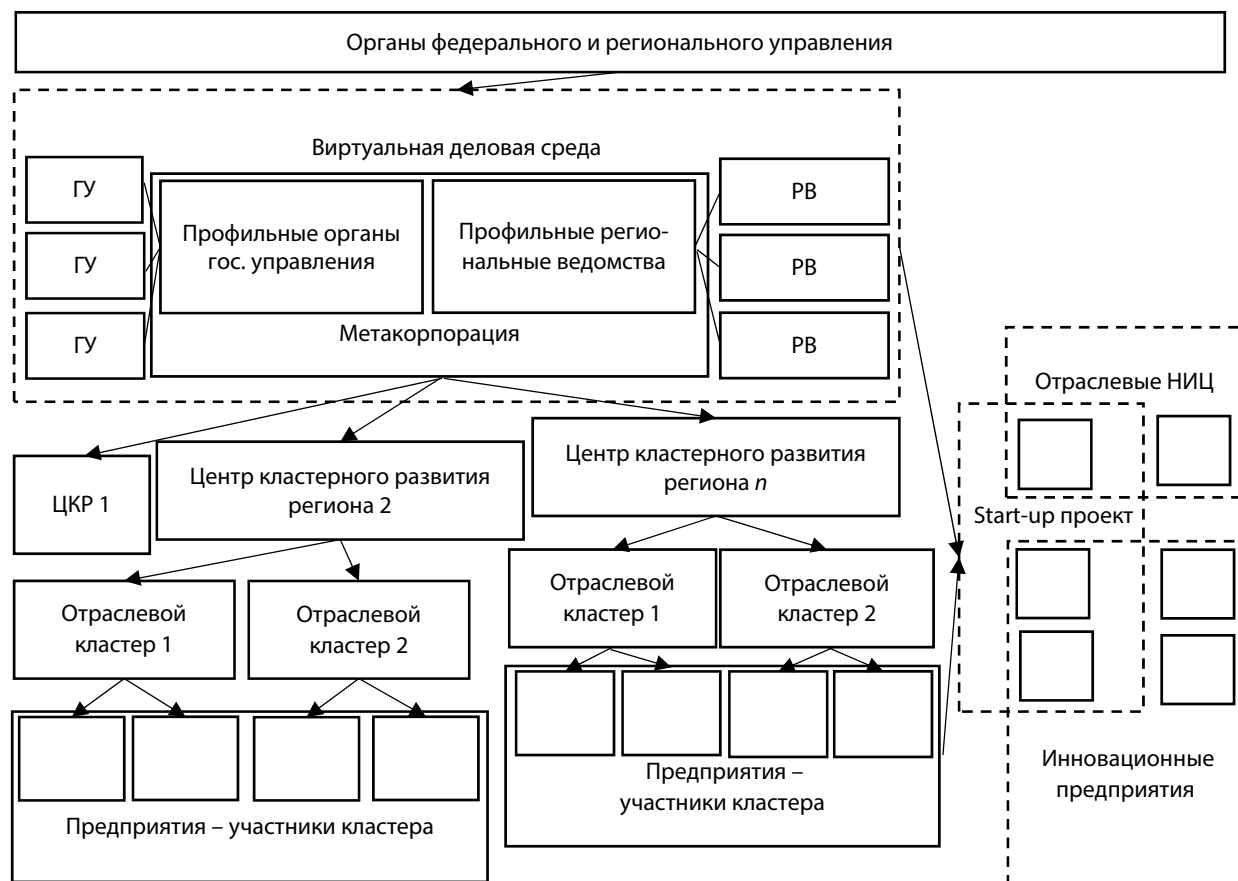 Органы федерального и регионального управления
Виртуальная деловая среда
ГУ
ГУ
ГУ
Профильные органы
гос. управления
Профильные регио-
нальные ведомства
Метакорпорация
РВ
РВ
РВ
ЦКР 1
Центр кластерного развития
региона 2
Центр кластерного развития
региона n
Отраслевой
кластер 1
Отраслевой
кластер 2
Отраслевой
кластер 1
Отраслевой
кластер 2
Предприятия – участники кластера
Предприятия –
участники кластера
Отраслевые НИЦ
Start-up проект
Инновационные
предприятия